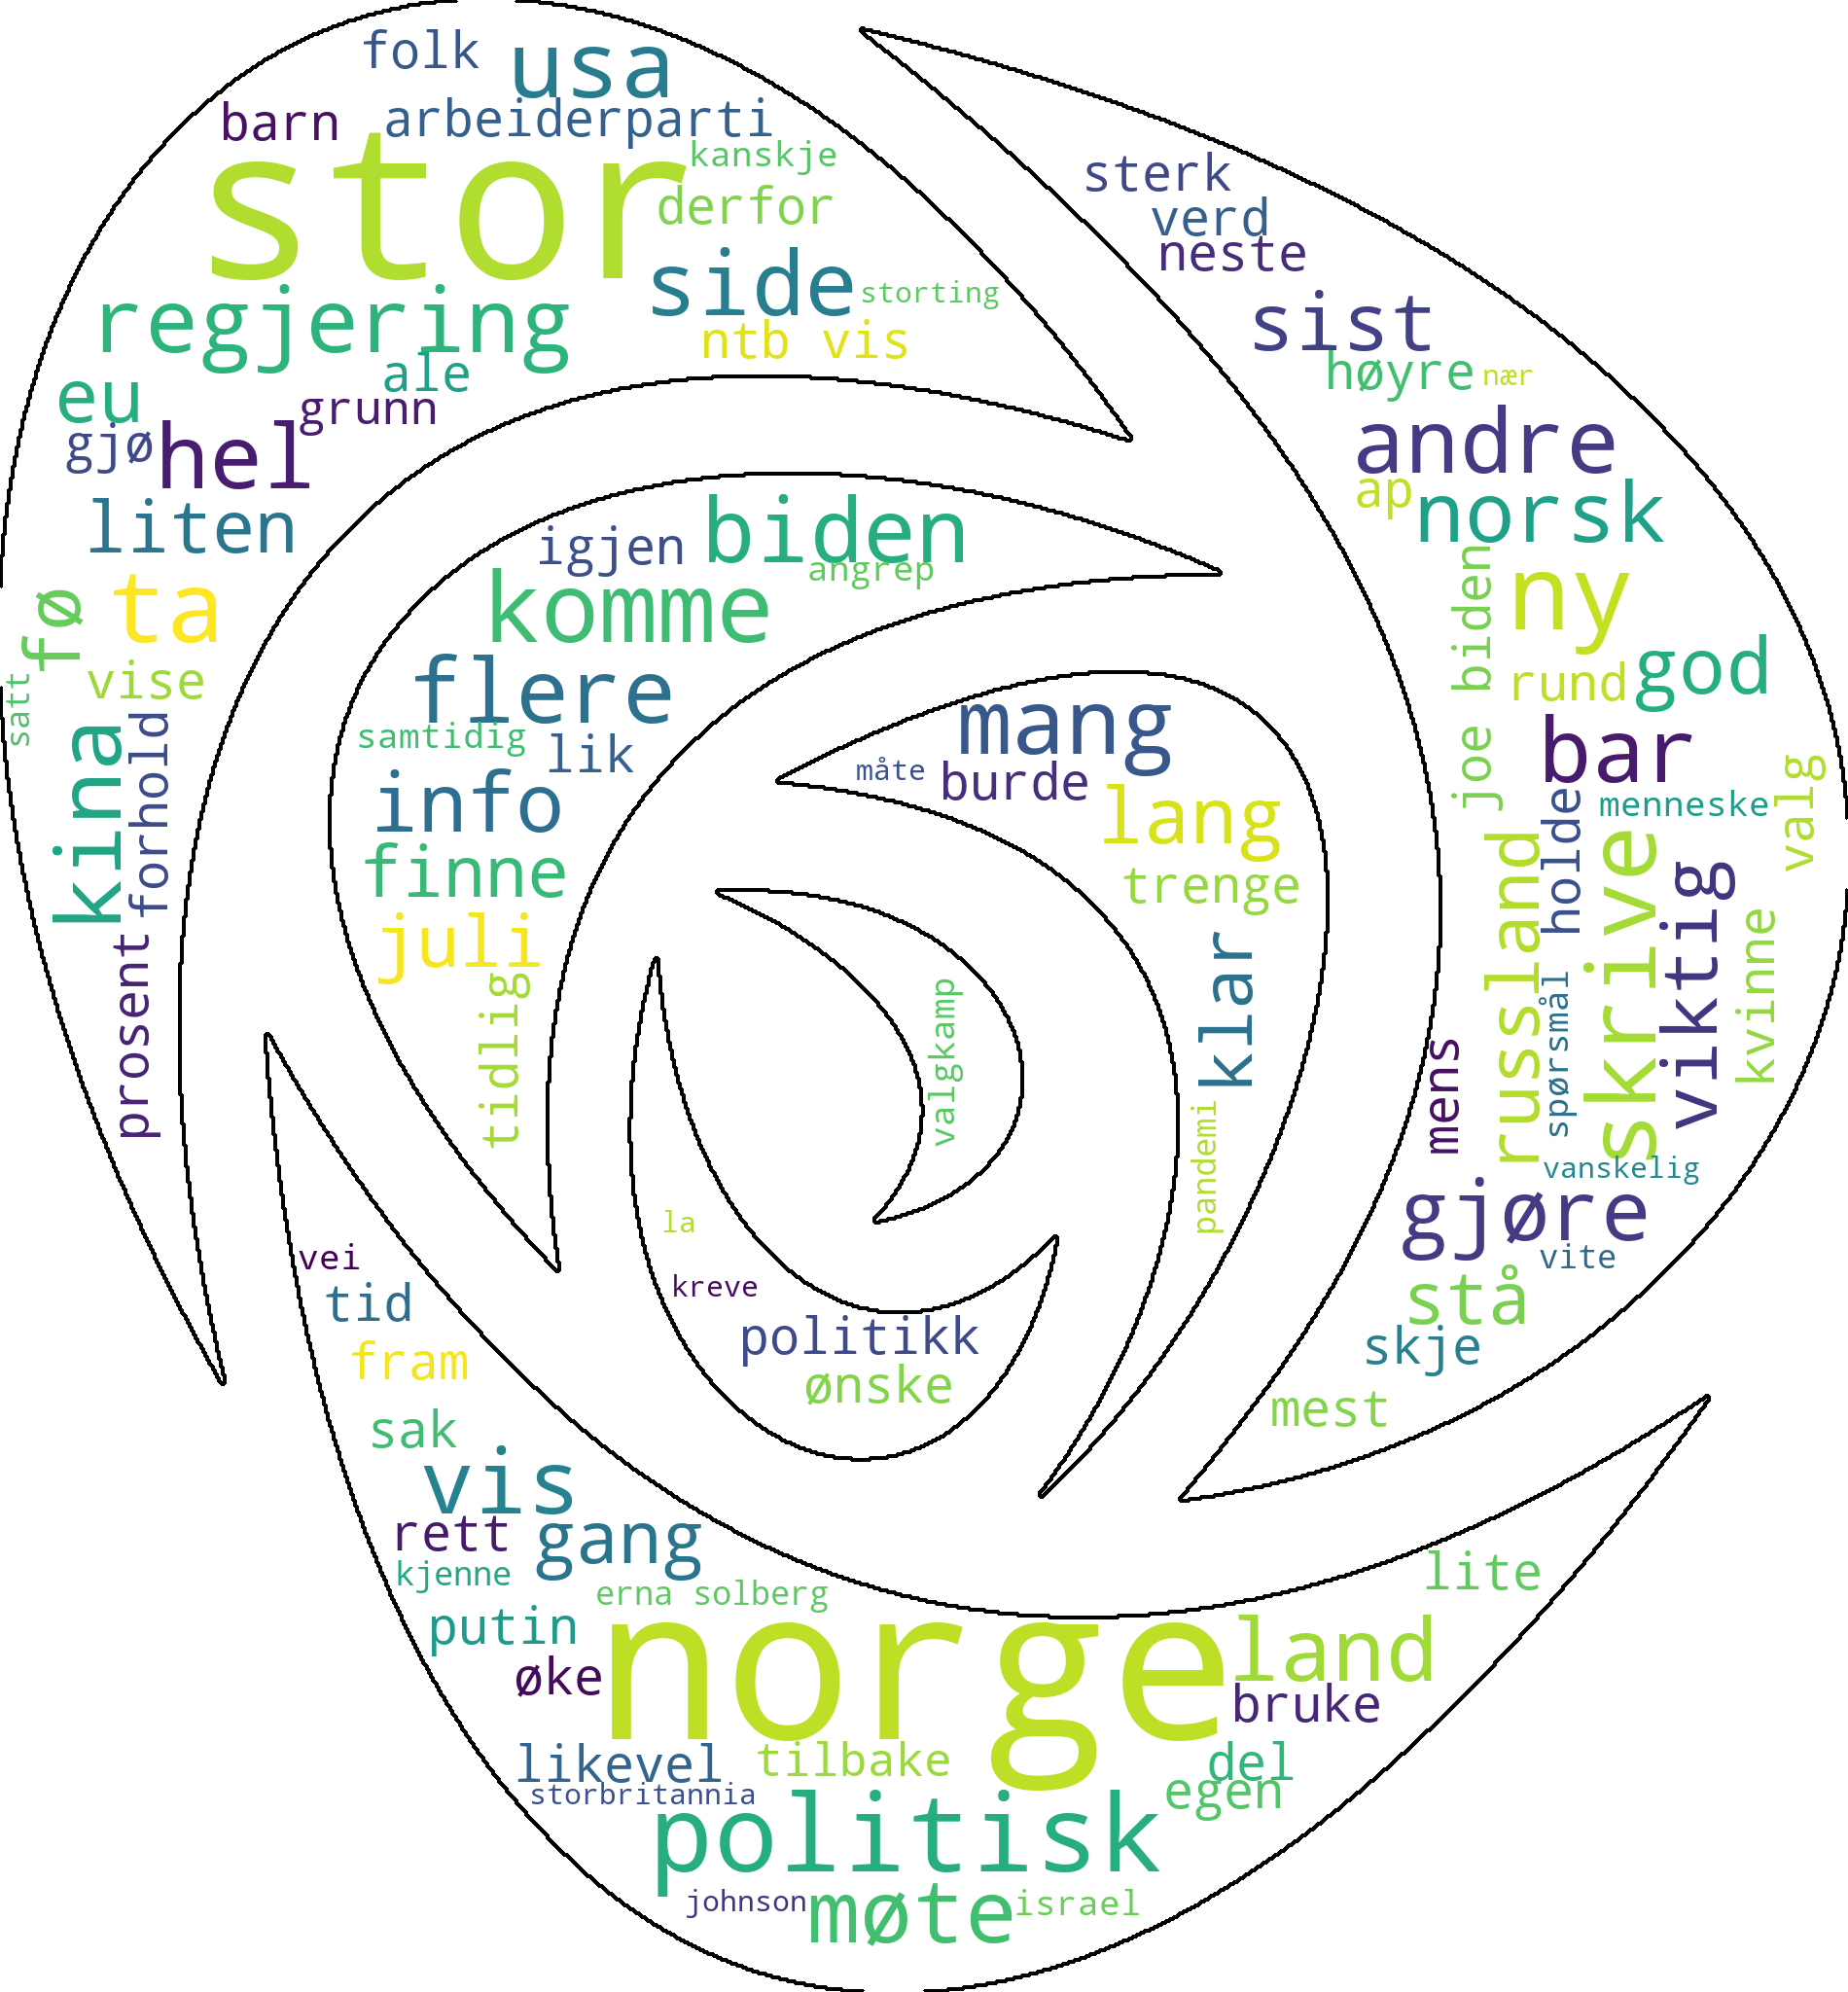 folk
usa
barn
arbeiderparti
stor
kanskje
derfor
side
storting
regjering
ntb vis
eu
ale
grunn
gjø
hel
liten
fø
ta
satt
vise
kina
forhold
prosent
sterk
verd
neste
sist
høyre
nær
andre
ap
norsk
joe biden
ny
rund
god
bar
valg
holde
menneske
russland
skrive
viktig
kvinne
spørsmål
mens
vanskelig
gjøre
vite
stå
skje
mest
biden
igjen
angrep
komme
flere
samtidig
lik
info
finne
juli
tidlig
mang
måte
burde
lang
trenge
klar
pandemi
valgkamp
la
kreve
politikk
ønske
vei
tid
fram
sak
vis
rett
gang
kjenne
erna solberg
lite
putin
norge
land
øke
bruke
likevel
tilbake
del
storbritannia
egen
politisk
johnson
møte
israel